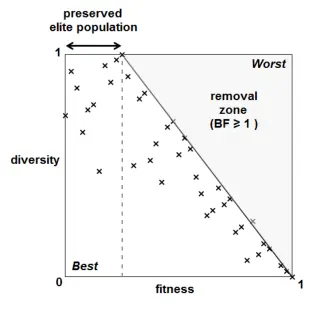 preserved
elite population
1
Worst
removal
zone
(BF ≥ 1 )
diversity
Best
0
fitness
1